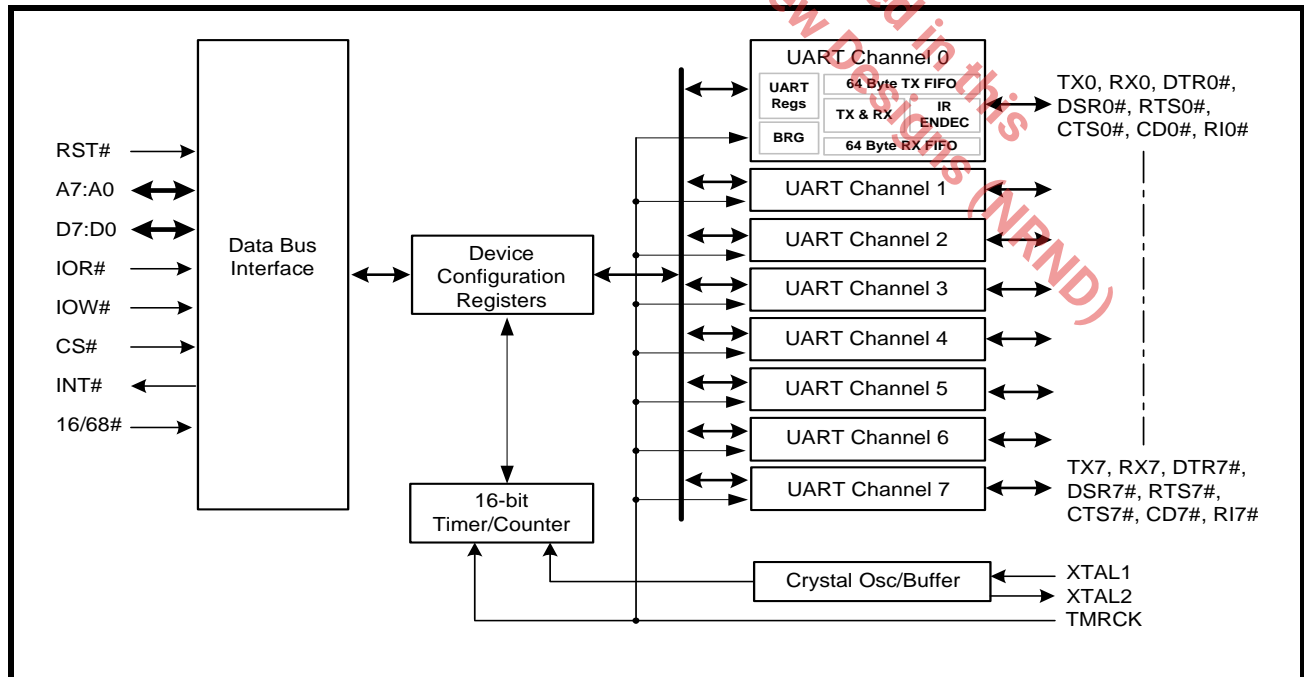 ed in this
ew Designs (NRND)
RST#
A7:A0
D7:D0
IOR#
IOW#
CS#
INT#
16/68#
Data Bus
Interface
Device
Configuration
Registers
16-bit
Timer/Counter
UART Channel 0
UART
Regs
BRG
64 Byte TX FIFO
TX & RX
IR
ENDEC
64 Byte RX FIFO
UART Channel 1
UART Channel 2
UART Channel 3
UART Channel 4
UART Channel 5
UART Channel 6
UART Channel 7
Crystal Osc/Buffer
TX0, RX0, DTR0#,
DSR0#, RTS0#,
CTS0#, CD0#, RI0#
TX7, RX7, DTR7#,
DSR7#, RTS7#,
CTS7#, CD7#, RI7#
XTAL1
XTAL2
TMRCK